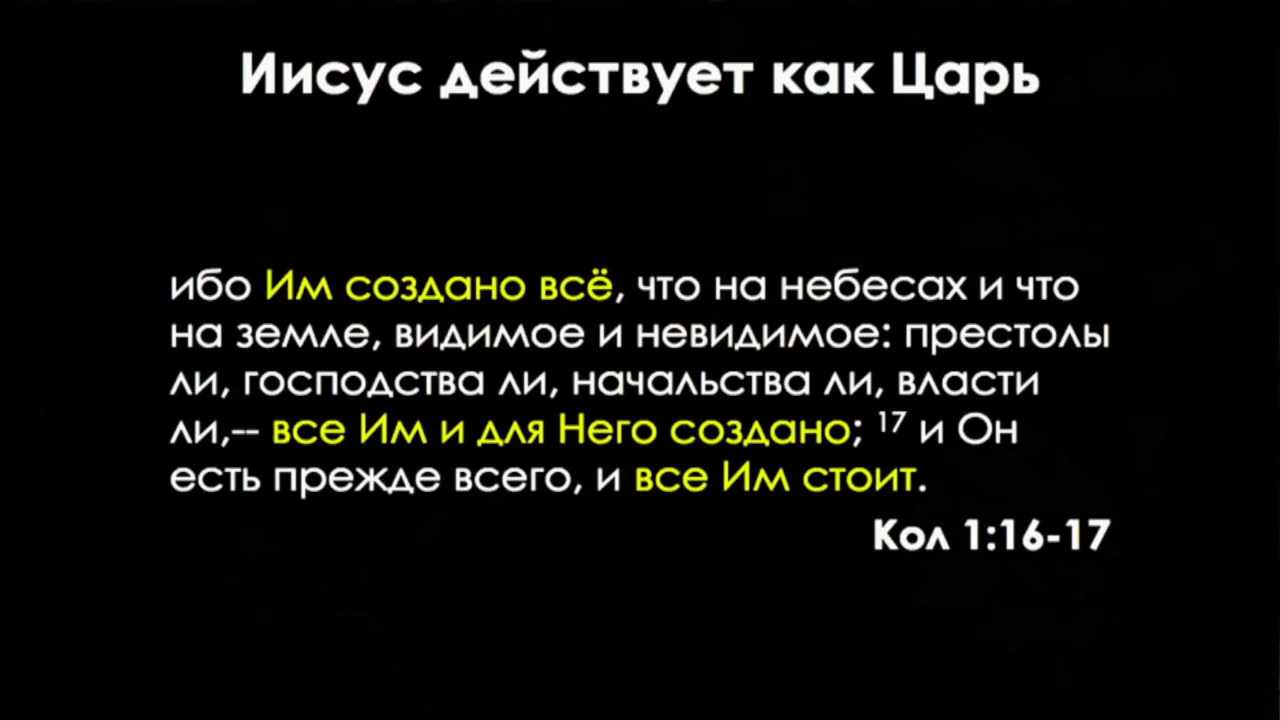 Иисус действует как Царь
ибо Им создано всё, что на небесах и что
на земле, видимое и невидимое: престолы
ли, господства ли, начальства ли, власти
ли,-- все Им и для Него создано; 17 и Он
есть прежде всего, и все Им стоит.
Кол 1:16-17